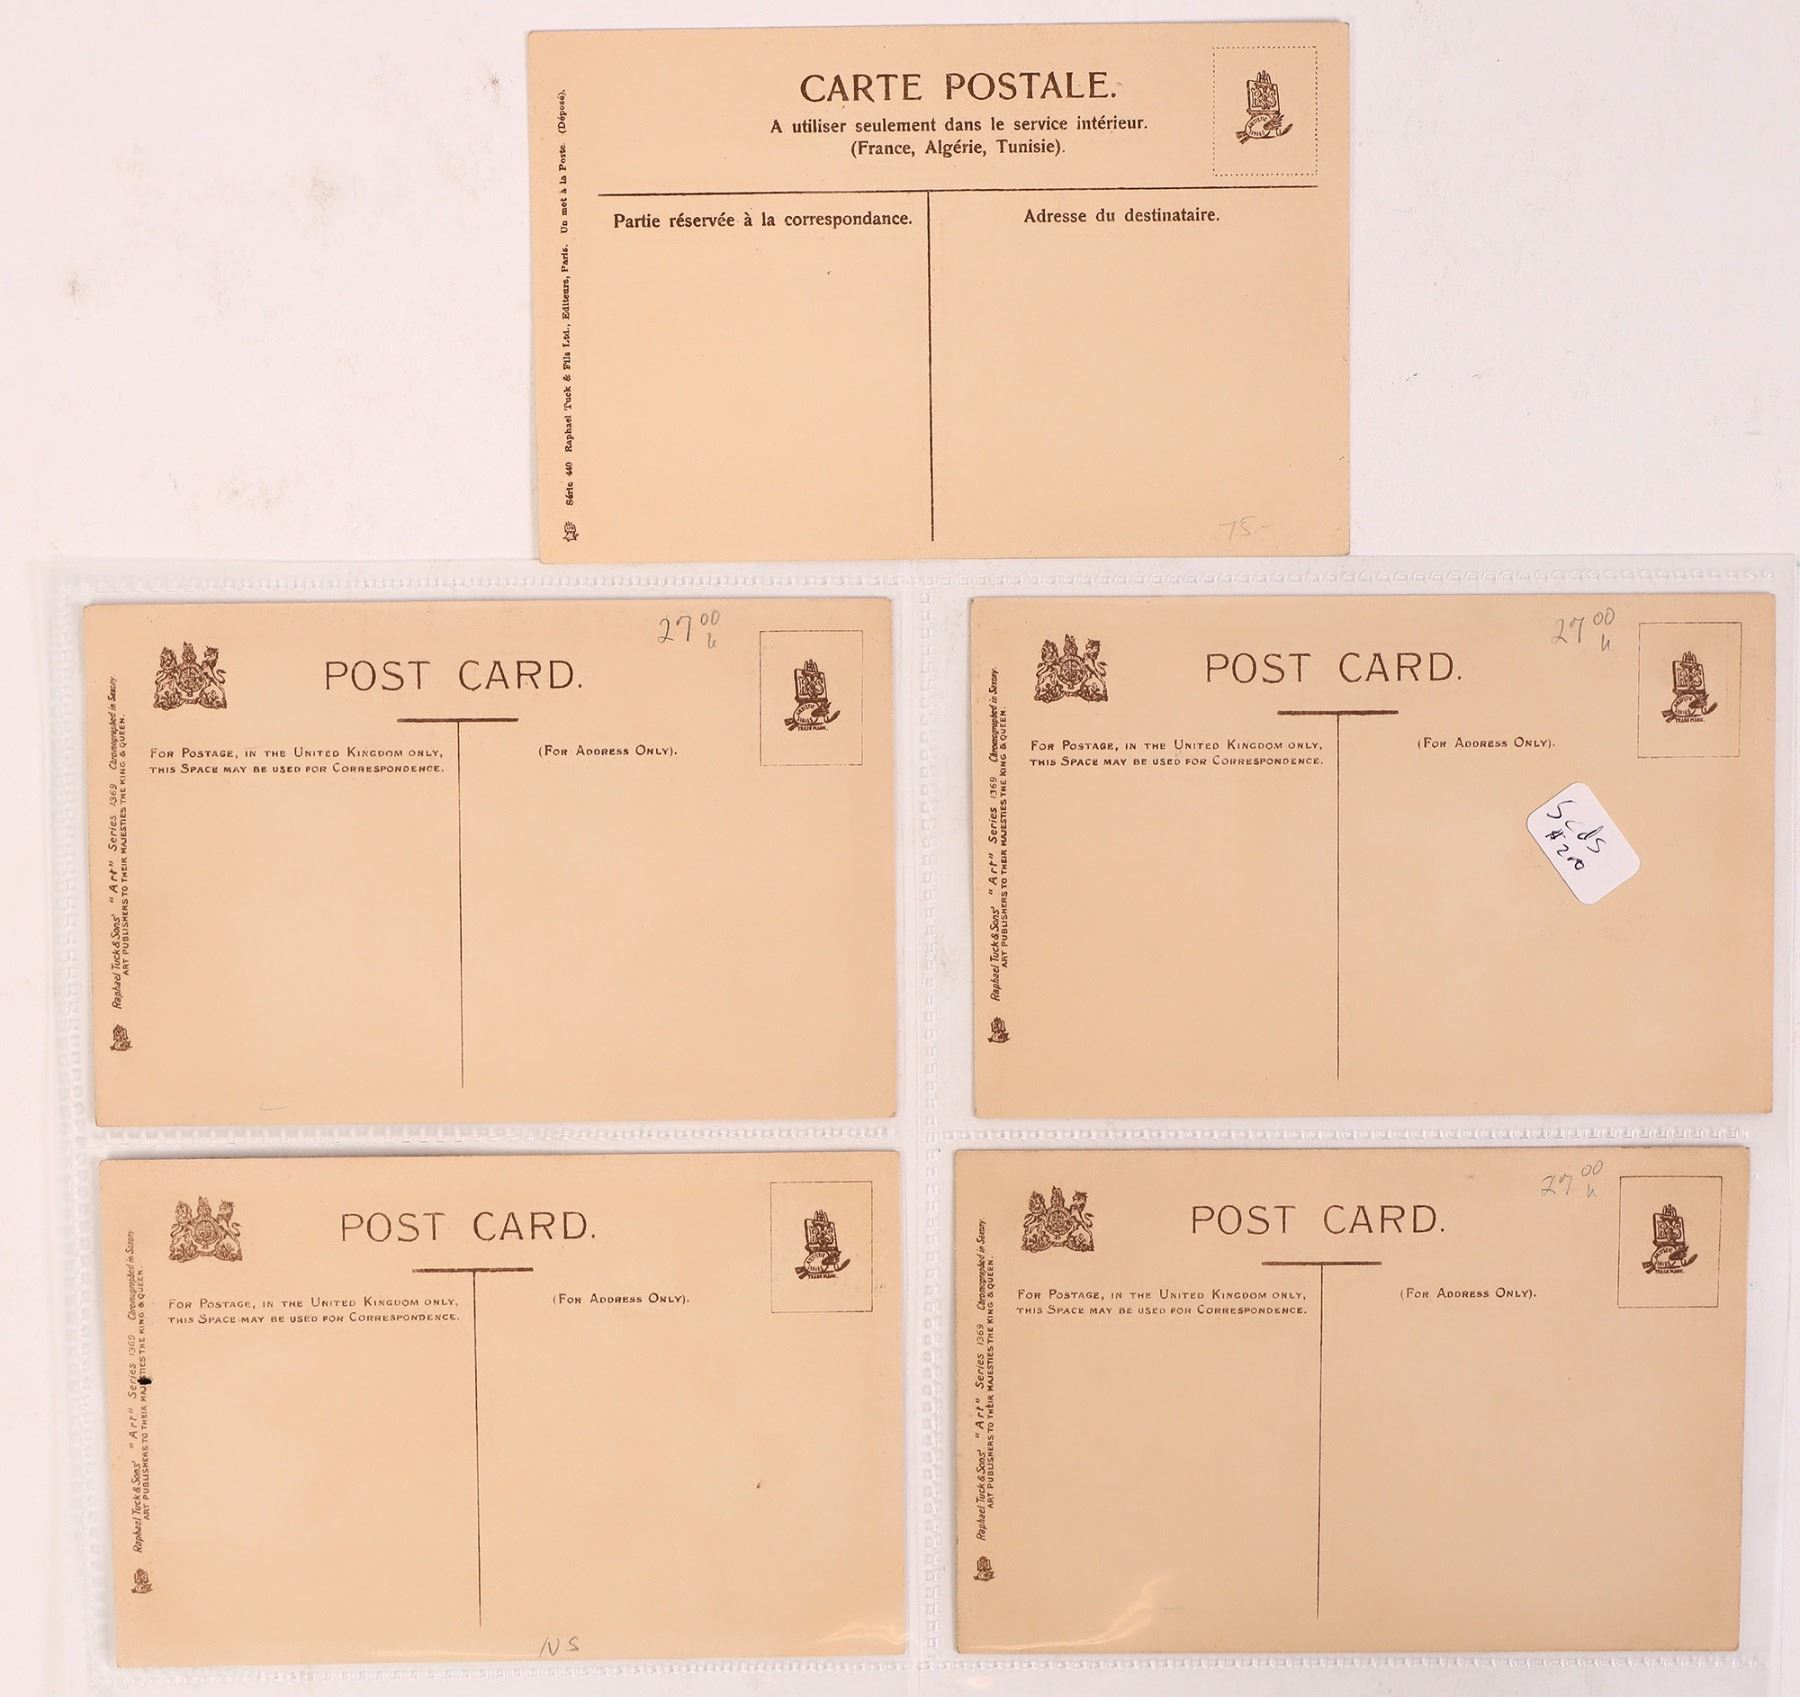 CARTE POSTALE.
A utiliser seulement dans le service intérieur.
(France, Algérie, Tunisie).
Partie réservée à la correspondance.
Adresse du destinataire.
Série 440 Raphael Tuck & Fils Ltd., Editeurs, Paris. Un mot à la Poste. (Déposé).
75-
27 00
POST CARD.
FOR POSTAGE, IN THE UNITED KINGDOM ONLY,
THIS SPACE MAY BE USED FOR CORRESPONDENCE.
(FOR ADDRESS ONLY).
TRADE MARK.
Raphael Tuck & Sons' "Art" Series 1369 Chromographed in Saxony
ART PUBLISHERS TO THEIR MAJESTIES THE KING & QUEEN.
27 00
POST CARD.
FOR POSTAGE, IN THE UNITED KINGDOM ONLY,
THIS SPACE MAY BE USED FOR CORRESPONDENCE.
(FOR ADDRESS ONLY).
TRADE MARK.
5 cds
$200
Raphael Tuck & Sons' "Art" Series 1369 Chromographed in Saxony.
ART PUBLISHERS TO THEIR MAJESTIES THE KING & QUEEN.
POST CARD.
FOR POSTAGE, IN THE UNITED KINGDOM ONLY,
THIS SPACE MAY BE USED FOR CORRESPONDENCE.
(FOR ADDRESS ONLY).
TRADE MARK.
Raphael Tuck & Sons' "Art" Series 1369 Chromographed in Saxony
ART PUBLISHERS TO THEIR MAJESTIES THE KING & QUEEN.
NS
27 00
POST CARD.
FOR POSTAGE, IN THE UNITED KINGDOM ONLY,
THIS SPACE MAY BE USED FOR CORRESPONDENCE.
(FOR ADDRESS ONLY).
TRADE MARK.
Raphael Tuck & Sons' "Art" Series 1369 Chromographed in Saxony.
ART PUBLISHERS TO THEIR MAJESTIES THE KING & QUEEN.